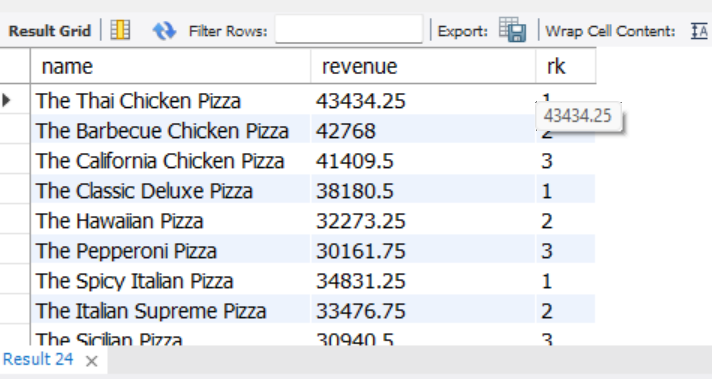 Result Grid Filter Rows: Export: Wrap Cell Content: IA
name revenue rk
The Thai Chicken Pizza 43434.25 1
43434.25
The Barbecue Chicken Pizza 42768 2
The California Chicken Pizza 41409.5 3
The Classic Deluxe Pizza 38180.5 1
The Hawaiian Pizza 32273.25 2
The Pepperoni Pizza 30161.75 3
The Spicy Italian Pizza 34831.25 1
The Italian Supreme Pizza 33476.75 2
The Sicilian Pizza 30940.5 3
Result 24 ×